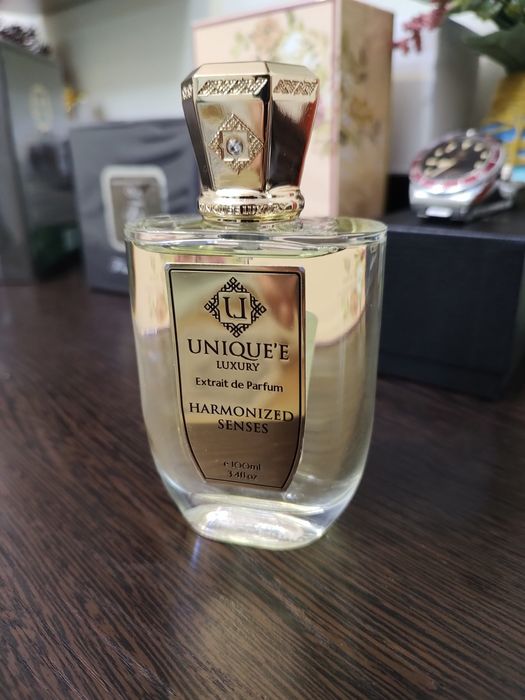 U
U
UNIQUE'E
LUXURY
Extrait de Parfum
HARMONIZED
SENSES
e 100ml
3.4fl oz